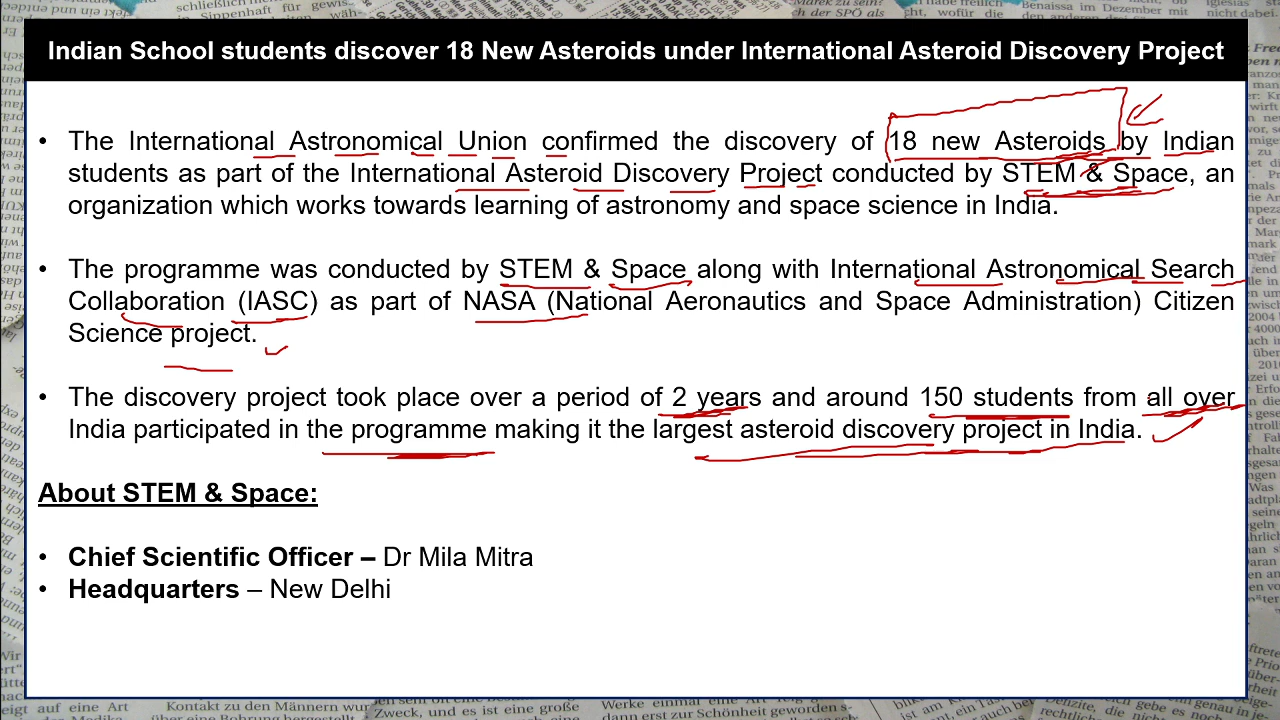 Indian School students discover 18 New Asteroids under International Asteroid Discovery Project
• The International Astronomical Union confirmed the discovery of 18 new Asteroids by Indian
students as part of the International Asteroid Discovery Project conducted by STEM & Space, an
organization which works towards learning of astronomy and space science in India.
• The programme was conducted by STEM & Space along with International Astronomical Search
Collaboration (IASC) as part of NASA (National Aeronautics and Space Administration) Citizen
Science project.
• The discovery project took place over a period of 2 years and around 150 students from all over
India participated in the programme making it the largest asteroid discovery project in India.
About STEM & Space:
• Chief Scientific Officer – Dr Mila Mitra
• Headquarters – New Delhi